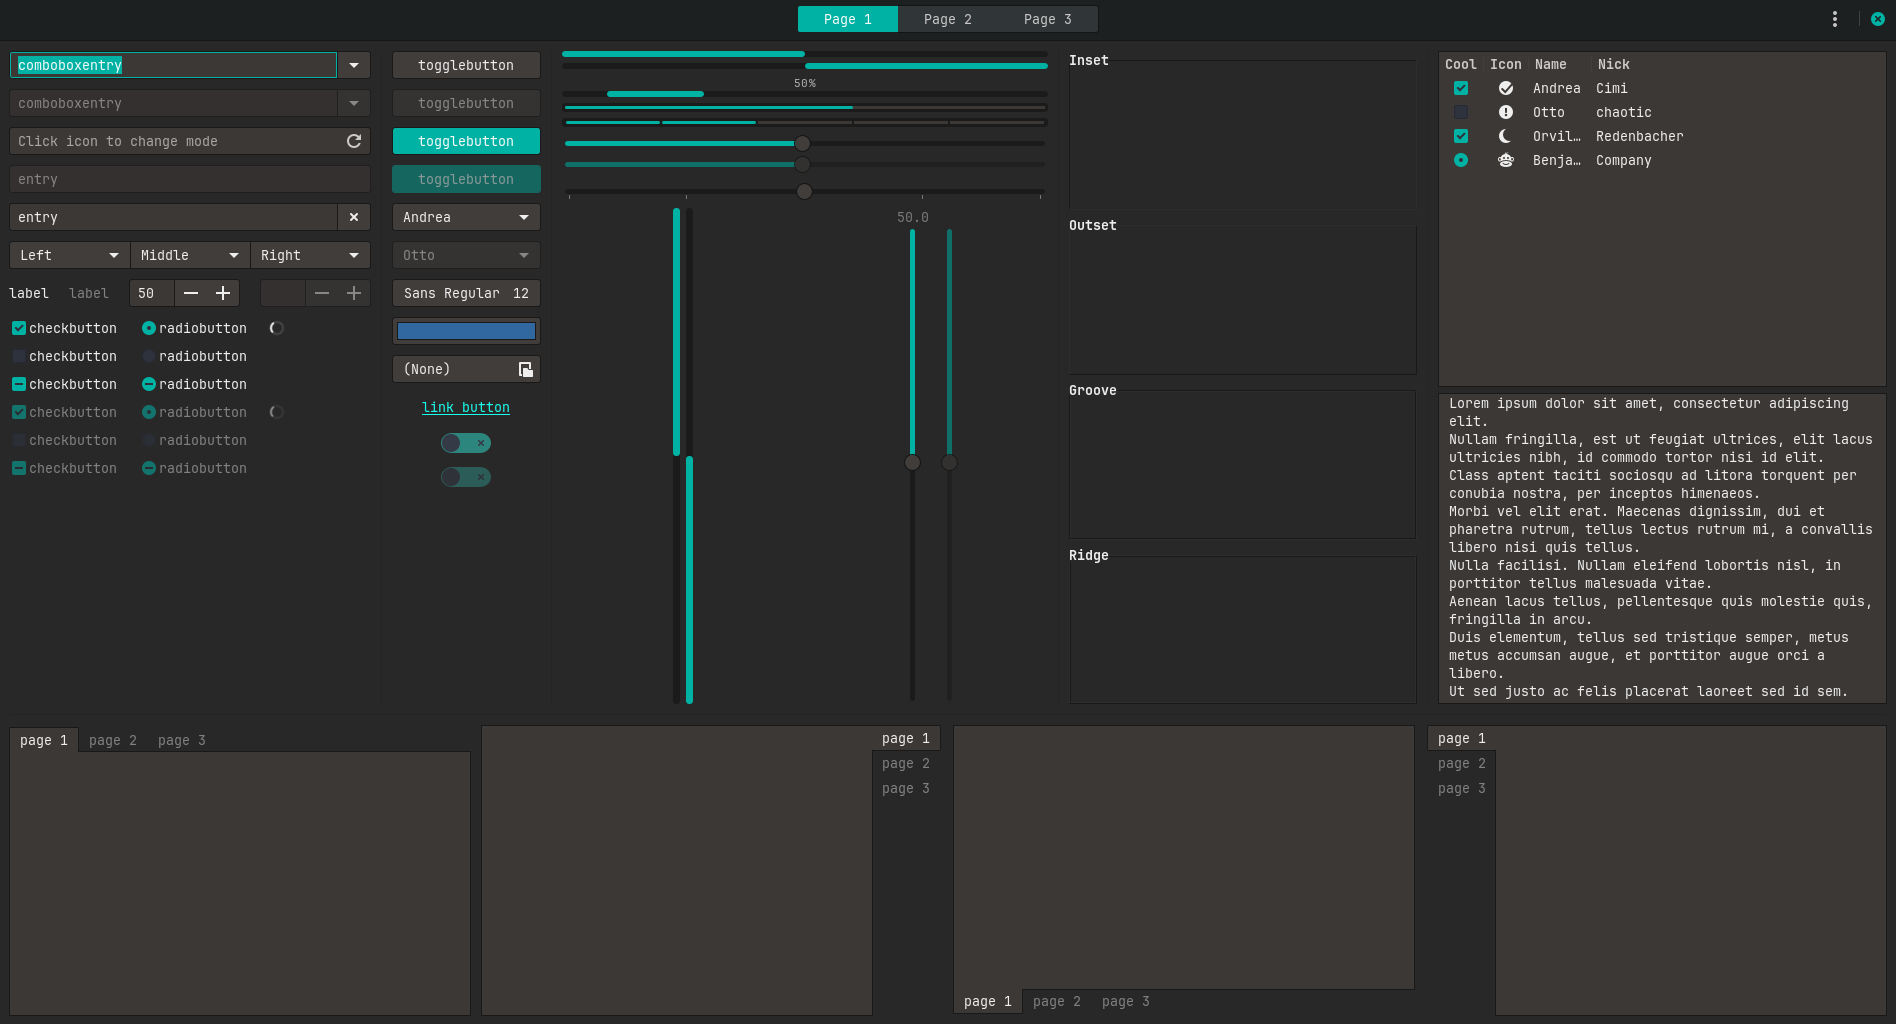 Page 1 Page 2 Page 3
comboboxentry
comboboxentry
Click icon to change mode
entry
entry
Left Middle Right
label label 50
checkbutton radiobutton
checkbutton radiobutton
checkbutton radiobutton
checkbutton radiobutton
checkbutton radiobutton
checkbutton radiobutton
togglebutton
togglebutton
togglebutton
togglebutton
Andrea
Otto
Sans Regular 12
(None)
link button
50%
50.0
Inset
Outset
Groove
Ridge
Cool Icon Name Nick
Andrea Cimi
Otto chaotic
Orvil… Redenbacher
Benja… Company
Lorem ipsum dolor sit amet, consectetur adipiscing
elit.
Nullam fringilla, est ut feugiat ultrices, elit lacus
ultricies nibh, id commodo tortor nisi id elit.
Class aptent taciti sociosqu ad litora torquent per
conubia nostra, per inceptos himenaeos.
Morbi vel elit erat. Maecenas dignissim, dui et
pharetra rutrum, tellus lectus rutrum mi, a convallis
libero nisi quis tellus.
Nulla facilisi. Nullam eleifend lobortis nisl, in
porttitor tellus malesuada vitae.
Aenean lacus tellus, pellentesque quis molestie quis,
fringilla in arcu.
Duis elementum, tellus sed tristique semper, metus
metus accumsan augue, et porttitor augue orci a
libero.
Ut sed justo ac felis placerat laoreet sed id sem.
page 1 page 2 page 3
page 1
page 2
page 3
page 1 page 2 page 3
page 1
page 2
page 3